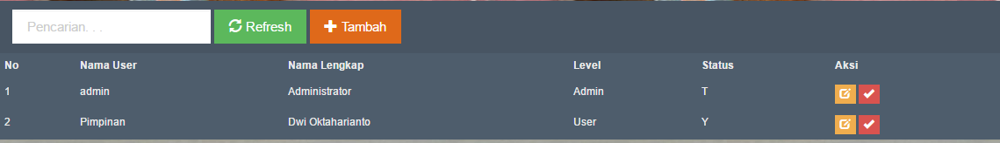 Pencarian. . . Refresh Tambah
No Nama User Nama Lengkap Level Status Aksi
1 admin Administrator Admin T
2 Pimpinan Dwi Oktaharianto User Y